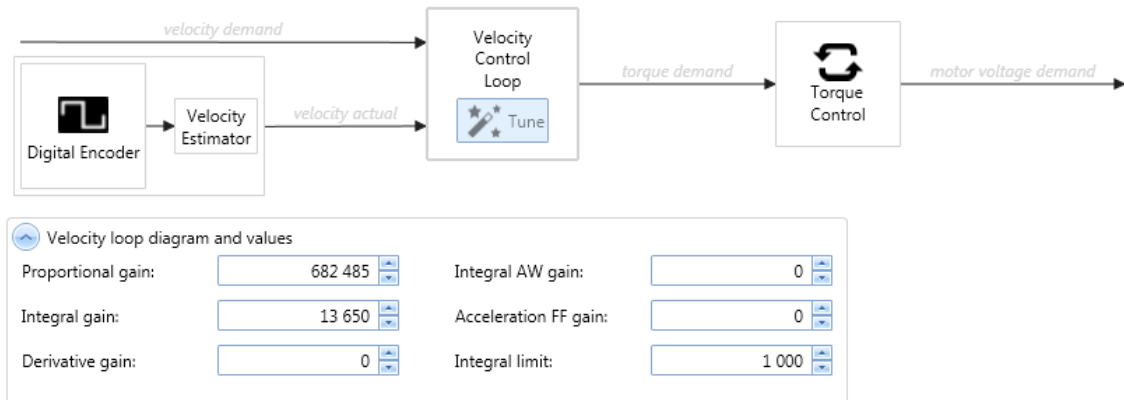 velocity demand
Velocity
Control
Loop
Tune
torque demand
Torque
Control
motor voltage demand
Digital Encoder
Velocity
Estimator
velocity actual
Velocity loop diagram and values
Proportional gain: 682 485 Integral AW gain: 0
Integral gain: 13 650 Acceleration FF gain: 0
Derivative gain: 0 Integral limit: 1 000